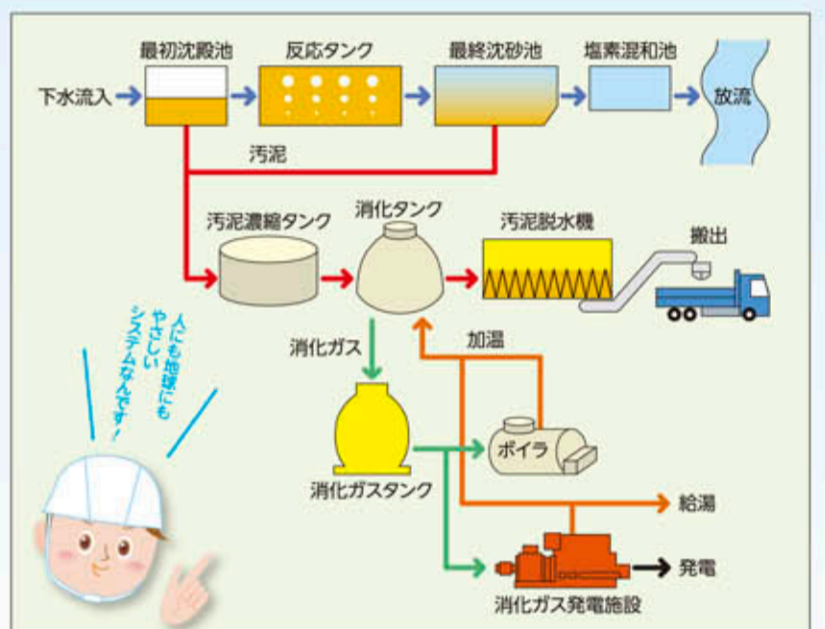 最初沈殿池
反応タンク
最終沈砂池
塩素混和池
下水流入
放流
汚泥
汚泥濃縮タンク
消化タンク
汚泥脱水機
搬出
消化ガス
加温
ボイラ
消化ガスタンク
給湯
発電
消化ガス発電施設
人にも地球にも
やさしい
システムなんです!